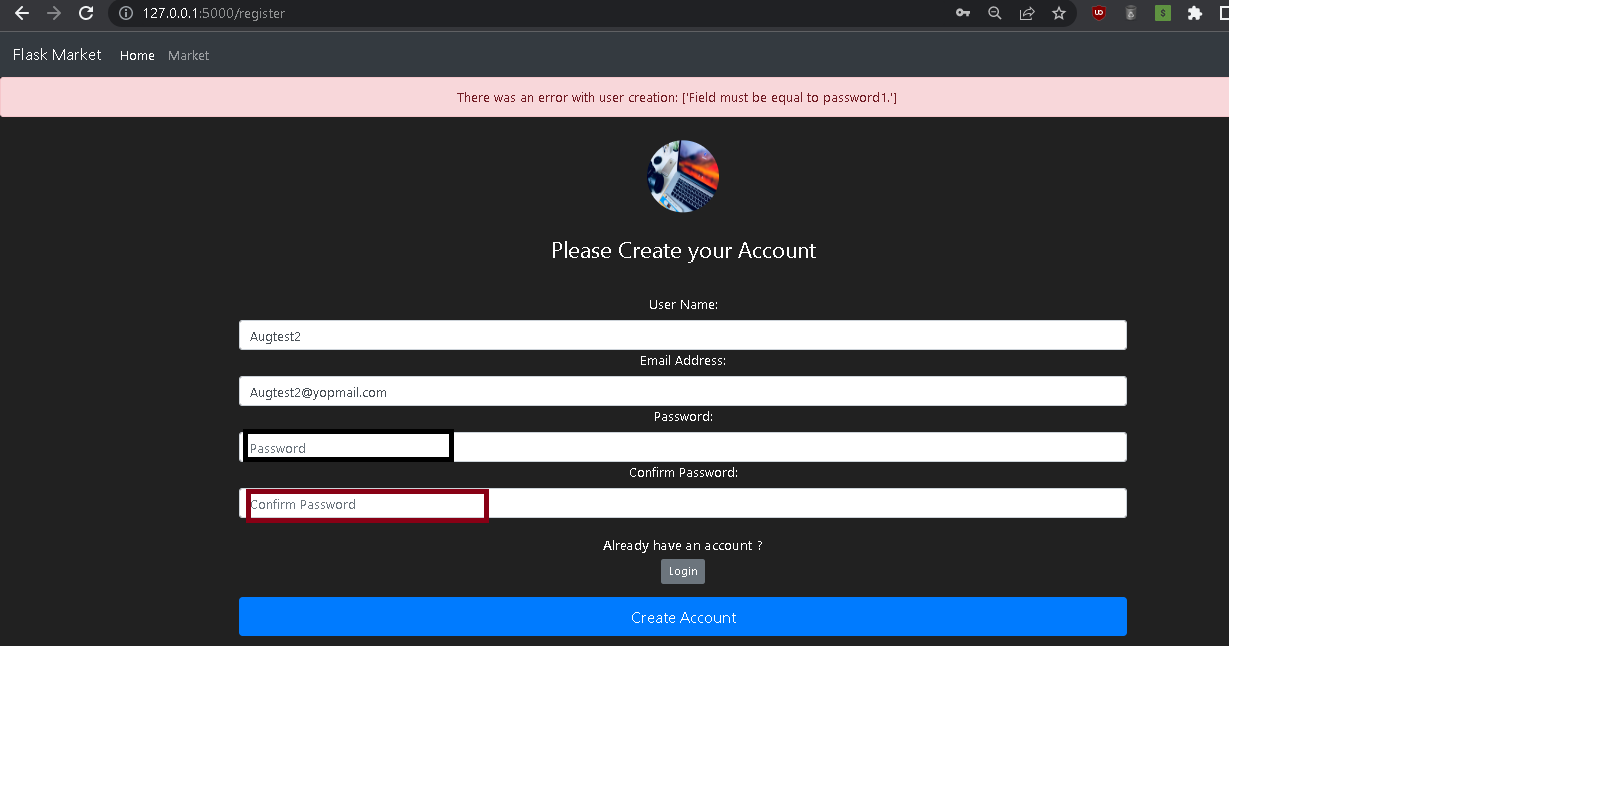 127.0.0.1:5000/register
UD
$
Flask Market Home Market
There was an error with user creation: ['Field must be equal to password1.']
Please Create your Account
User Name:
Augtest2
Email Address:
Augtest2@yopmail.com
Password:
Password
Confirm Password:
Confirm Password
Already have an account ?
Login
Create Account